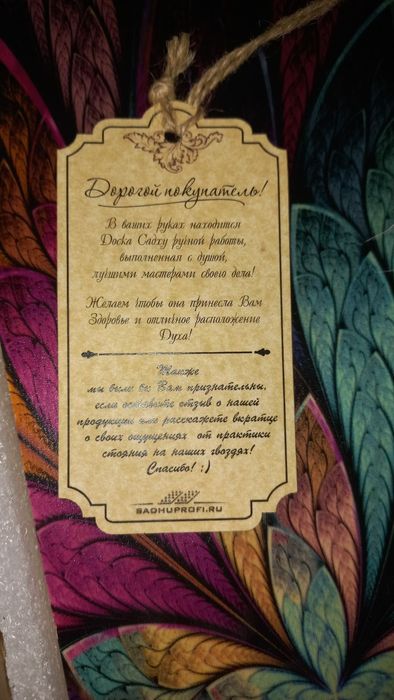 Дорогой покупатель!
В ваших руках находится
Доска Садху ручной работы,
выполненная с душой,
лучшими мастерами своего дела!
Желаем чтобы она принесла Вам
Здоровье и отличное расположение
Духа!
Также
мы были бы Вам признательны,
если оставите отзыв о нашей
продукции или расскажете вкратце
о своих ощущениях от практики
стояния на наших гвоздях!
Спасибо! :)
SADHUPROFI.RU